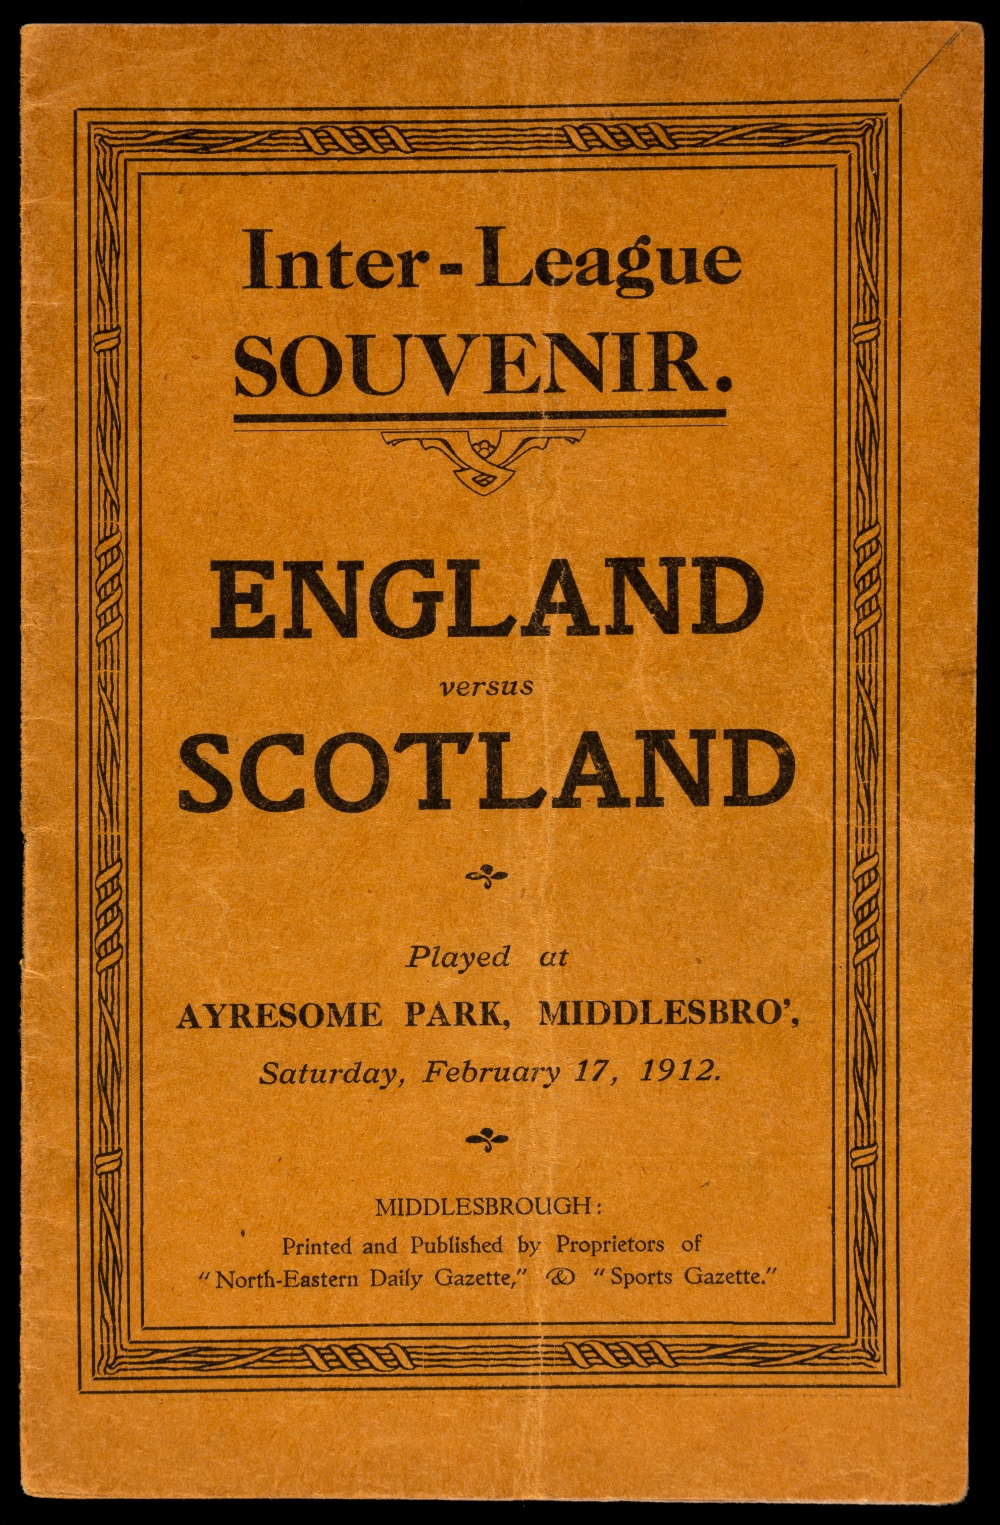 Inter-League
SOUVENIR.
ENGLAND
versus
SCOTLAND
Played at
AYRESOME PARK, MIDDLESBRO',
Saturday, February 17, 1912.
MIDDLESBROUGH:
Printed and Published by Proprietors of
"North-Eastern Daily Gazette," & "Sports Gazette."